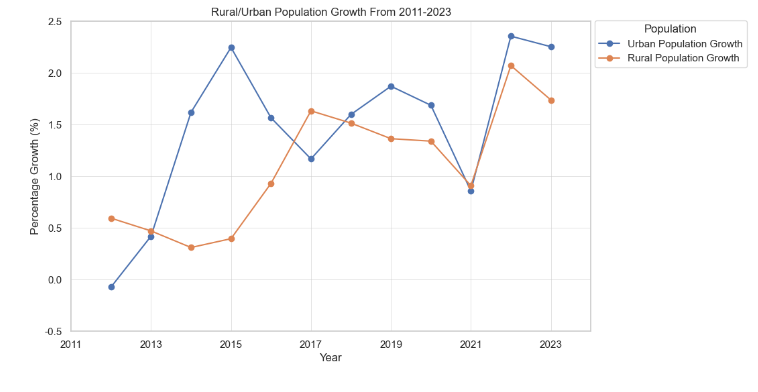 Rural/Urban Population Growth From 2011-2023
Population
Urban Population Growth
Rural Population Growth
Percentage Growth (%)
2.5
2.0
1.5
1.0
0.5
0.0
-0.5
2011
2013
2015
2017
2019
2021
2023
Year